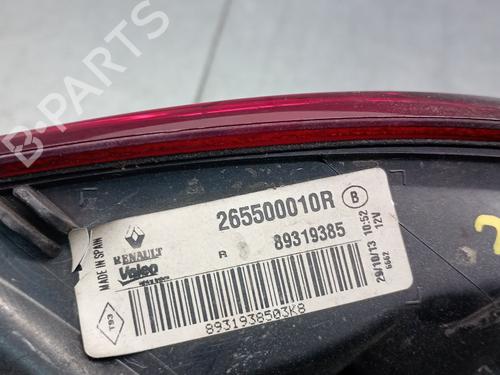 B-PARTS
MADE IN SPAIN
RENAULT
Valeo
265500010R
B
R
89319385
29/10/13 10:52
12V
8931938503K8